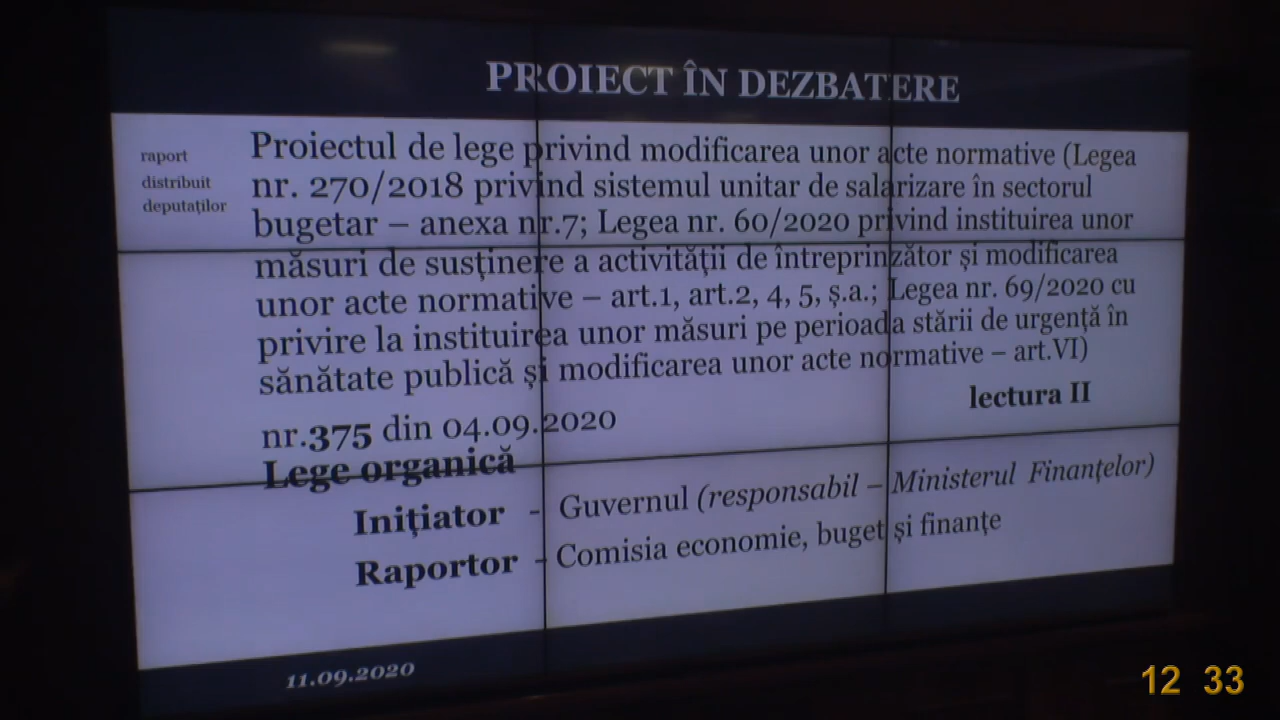 PROIECT ÎN DEZBATERE
raport
distribuit
deputaților
Proiectul de lege privind modificarea unor acte normative (Legea
nr. 270/2018 privind sistemul unitar de salarizare în sectorul
bugetar – anexa nr.7; Legea nr. 60/2020 privind instituirea unor
măsuri de susținere a activității de întreprinzător și modificarea
unor acte normative – art.1, art.2, 4, 5, ș.a.; Legea nr. 69/2020 cu
privire la instituirea unor măsuri pe perioada stării de urgență în
sănătate publică și modificarea unor acte normative – art.VI)
lectura II
nr.375 din 04.09.2020
Lege organică
Inițiator - Guvernul (responsabil – Ministerul Finanțelor)
Raportor - Comisia economie, buget și finanțe
11.09.2020
12 33